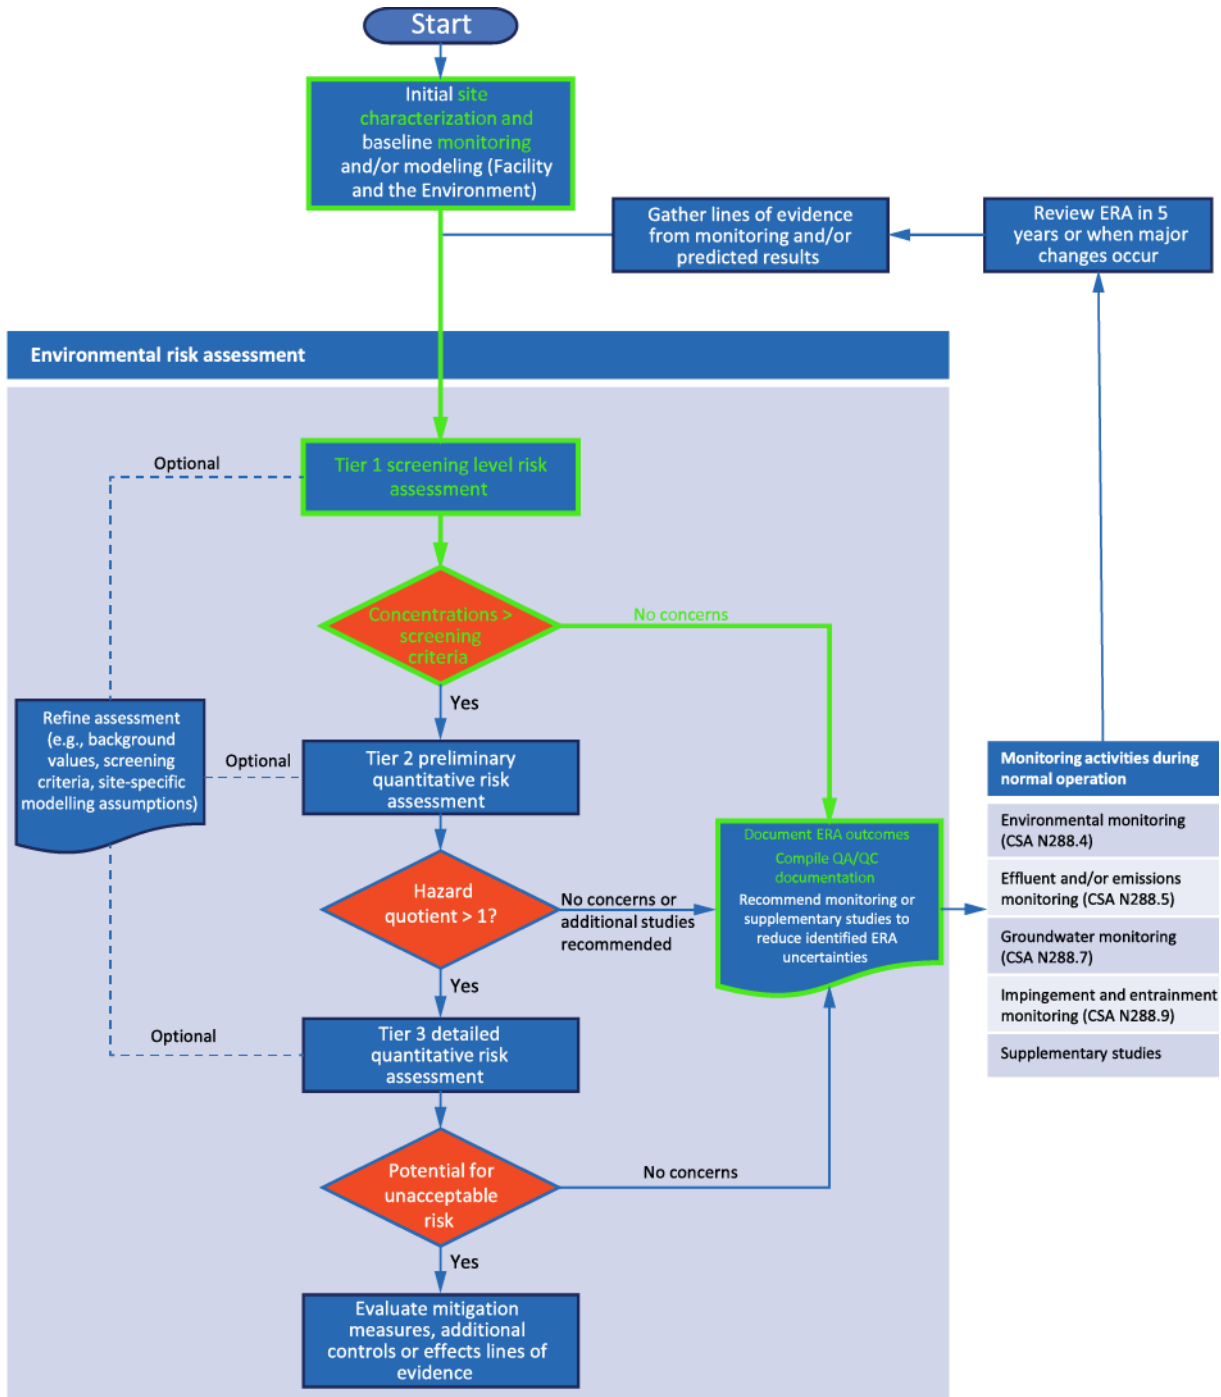 Start
Initial site
characterization and
baseline monitoring
and/or modeling (Facility
and the Environment)
Gather lines of evidence
from monitoring and/or
predicted results
Review ERA in 5
years or when major
changes occur
Environmental risk assessment
Optional
Tier 1 screening level risk
assessment
Concentrations >
screening
criteria
No concerns
Yes
Refine assessment
(e.g., background
values, screening
criteria, site-specific
modelling assumptions)
Optional
Tier 2 preliminary
quantitative risk
assessment
Hazard
quotient > 1?
No concerns or
additional studies
recommended
Document ERA outcomes
Compile QA/QC
documentation
Recommend monitoring or
supplementary studies to
reduce identified ERA
uncertainties
Monitoring activities during
normal operation
Environmental monitoring
(CSA N288.4)
Effluent and/or emissions
monitoring (CSA N288.5)
Groundwater monitoring
(CSA N288.7)
Impingement and entrainment
monitoring (CSA N288.9)
Supplementary studies
Yes
Optional
Tier 3 detailed
quantitative risk
assessment
Potential for
unacceptable
risk
No concerns
Yes
Evaluate mitigation
measures, additional
controls or effects lines of
evidence